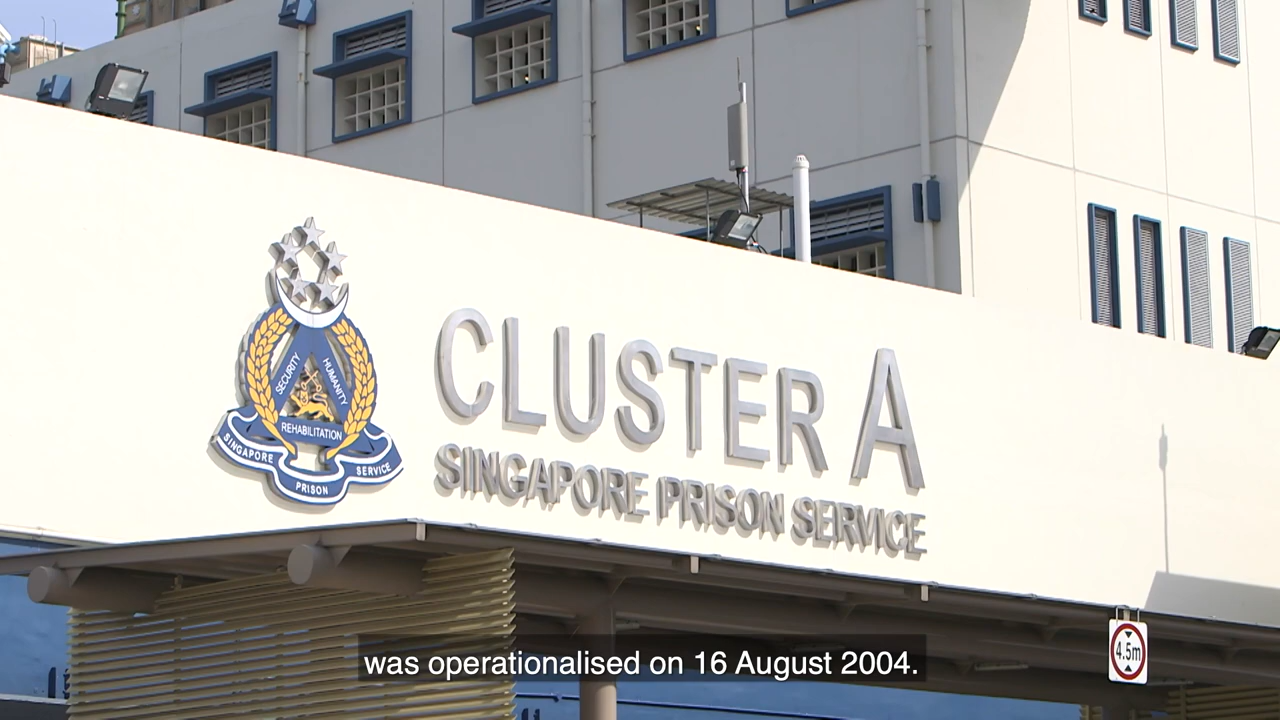 SECURITY
HUMANITY
REHABILITATION
SINGAPORE
PRISON
SERVICE
CLUSTER A
SINGAPORE PRISON SERVICE
4.5m
was operationalised on 16 August 2004.